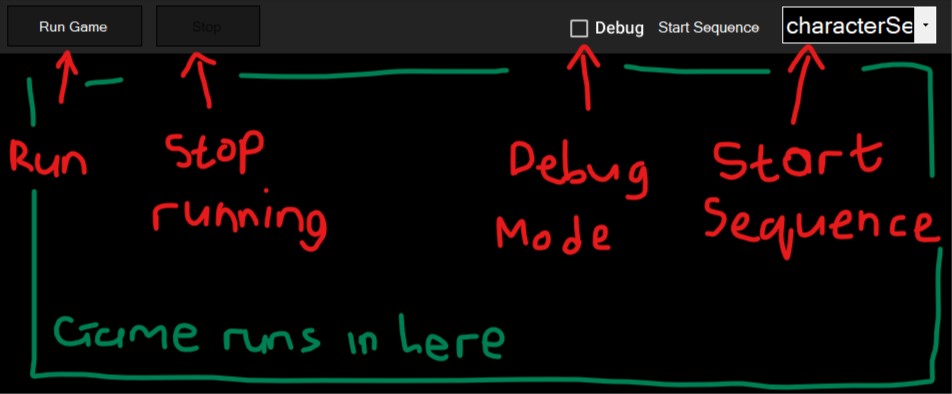 Run Game Stop Debug Start Sequence characterSe
Run Stop running Debug Mode Start Sequence
Game runs in here